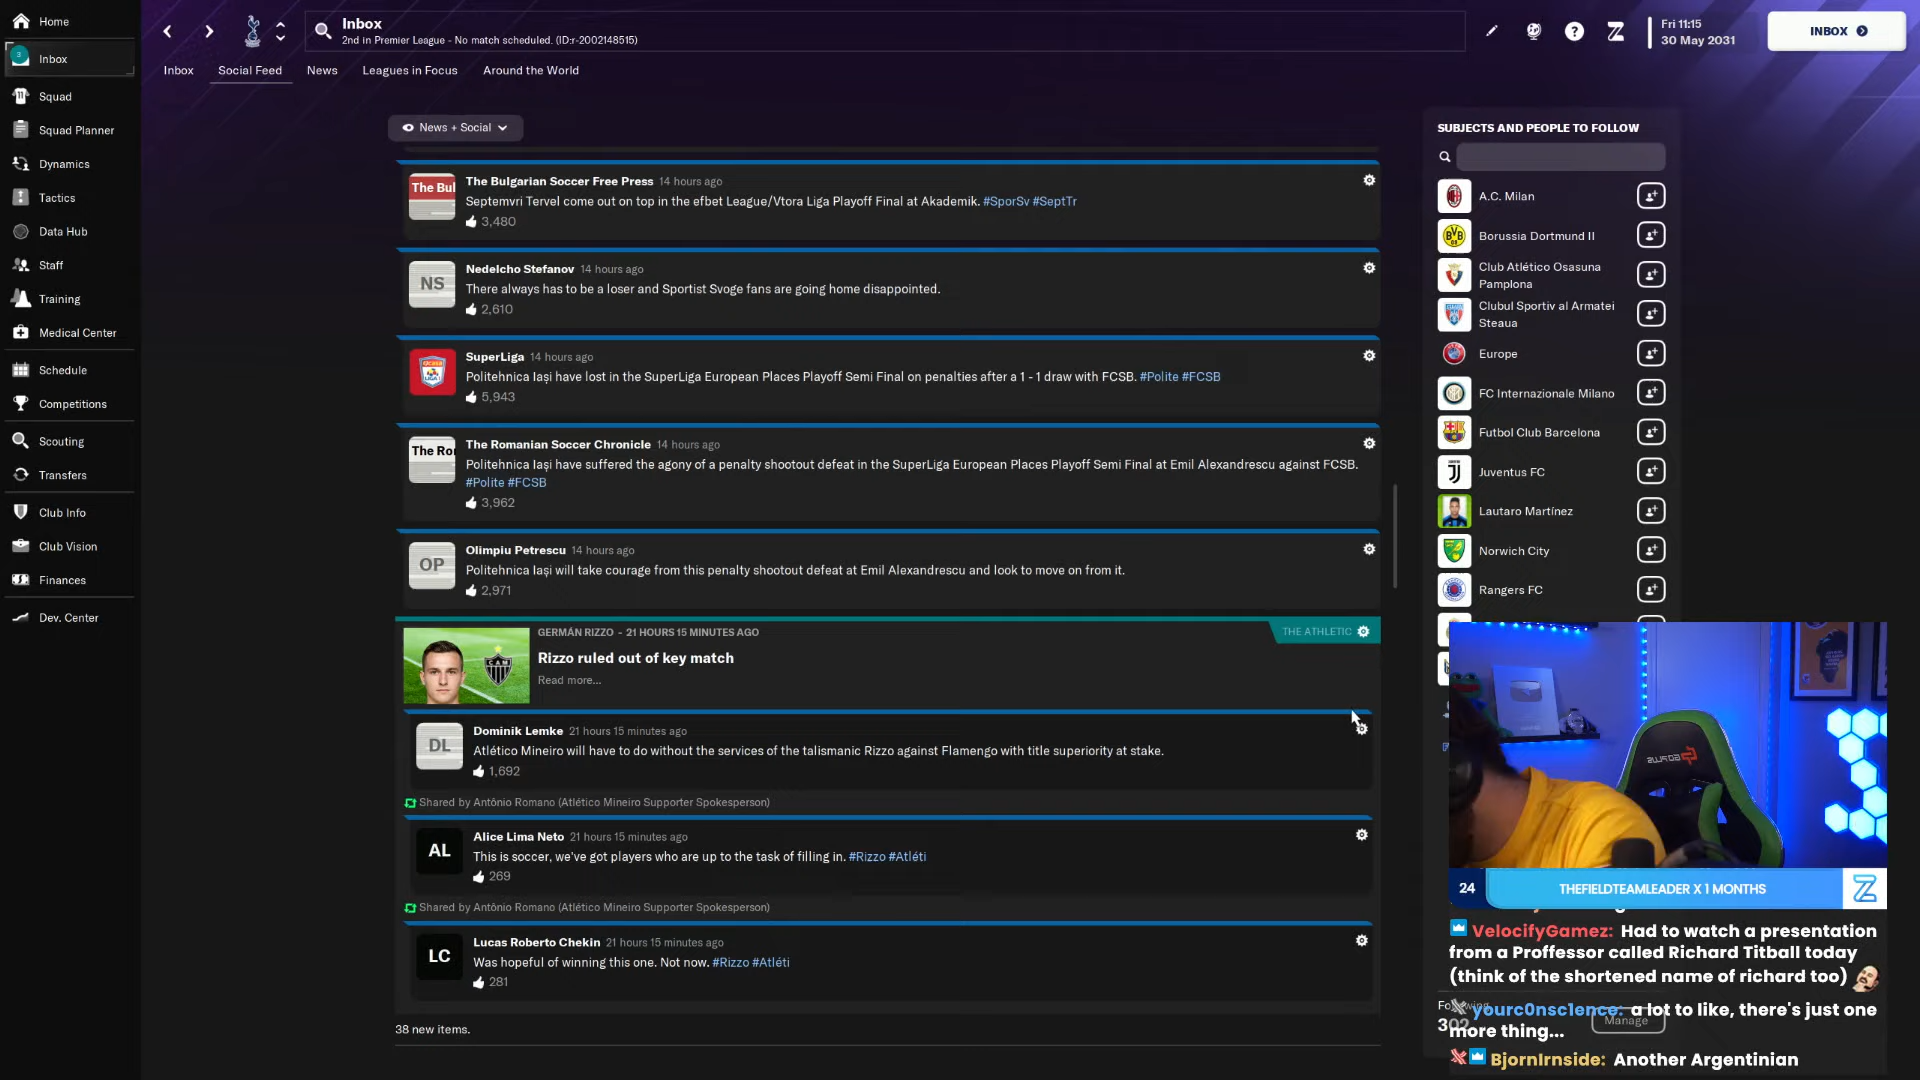 Home
Inbox
Squad
Squad Planner
Dynamics
Tactics
Data Hub
Staff
Training
Medical Center
Schedule
Competitions
Scouting
Transfers
Club Info
Club Vision
Finances
Dev. Center
3
Inbox
2nd in Premier League - No match scheduled. (ID:r-2002148515)
Fri 11:15
30 May 2031
INBOX
Inbox Social Feed News Leagues in Focus Around the World
News + Social
The Bul
The Bulgarian Soccer Free Press 14 hours ago
Septemvri Tervel come out on top in the efbet League/Vtora Liga Playoff Final at Akademik. #SporSv #SeptTr
3,480
NS
Nedelcho Stefanov 14 hours ago
There always has to be a loser and Sportist Svoge fans are going home disappointed.
2,610
SuperLiga 14 hours ago
Politehnica Iași have lost in the SuperLiga European Places Playoff Semi Final on penalties after a 1 - 1 draw with FCSB. #Polite #FCSB
5,943
The Ror
The Romanian Soccer Chronicle 14 hours ago
Politehnica Iași have suffered the agony of a penalty shootout defeat in the SuperLiga European Places Playoff Semi Final at Emil Alexandrescu against FCSB.
#Polite #FCSB
3,962
OP
Olimpiu Petrescu 14 hours ago
Politehnica Iași will take courage from this penalty shootout defeat at Emil Alexandrescu and look to move on from it.
2,971
GERMÁN RIZZO - 21 HOURS 15 MINUTES AGO
THE ATHLETIC
Rizzo ruled out of key match
Read more...
DL
Dominik Lemke 21 hours 15 minutes ago
Atlético Mineiro will have to do without the services of the talismanic Rizzo against Flamengo with title superiority at stake.
1,692
Shared by Antônio Romano (Atlético Mineiro Supporter Spokesperson)
AL
Alice Lima Neto 21 hours 15 minutes ago
This is soccer, we've got players who are up to the task of filling in. #Rizzo #Atléti
269
Shared by Antônio Romano (Atlético Mineiro Supporter Spokesperson)
LC
Lucas Roberto Chekin 21 hours 15 minutes ago
Was hopeful of winning this one. Not now. #Rizzo #Atléti
281
38 new items.
SUBJECTS AND PEOPLE TO FOLLOW
A.C. Milan
Borussia Dortmund II
Club Atlético Osasuna
Pamplona
Clubul Sportiv al Armatei
Steaua
Europe
FC Internazionale Milano
Futbol Club Barcelona
Juventus FC
Lautaro Martínez
Norwich City
Rangers FC
24
THEFIELDTEAMLEADER X 1 MONTHS
VelocifyGamez: Had to watch a presentation
from a Proffessor called Richard Titball today
(think of the shortened name of richard too)
yourc0nsc1ence: a lot to like, there's just one
more thing...
Manage
BjornIrnside: Another Argentinian